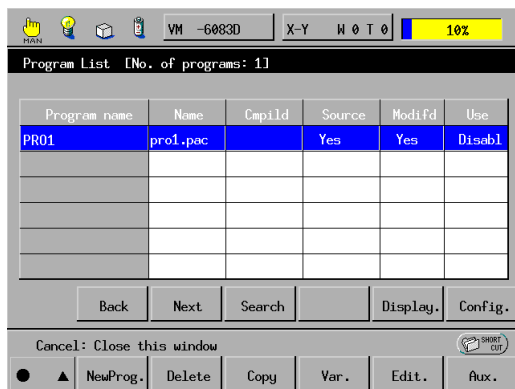 MAN VM -6083D X-Y W 0 T 0 10%
Program List [No. of programs: 1]
Program name Name Cmpild Source Modifd Use
PRO1 pro1.pac Yes Yes Disabl
Back Next Search Display. Config.
Cancel: Close this window SHORT CUT
NewProg. Delete Copy Var. Edit. Aux.